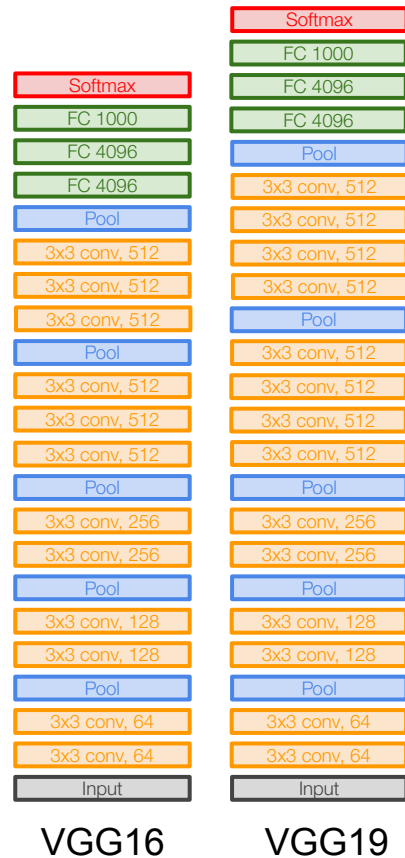 Softmax
FC 1000
FC 4096
FC 4096
Pool
3x3 conv, 512
3x3 conv, 512
3x3 conv, 512
Pool
3x3 conv, 512
3x3 conv, 512
3x3 conv, 512
Pool
3x3 conv, 256
3x3 conv, 256
Pool
3x3 conv, 128
3x3 conv, 128
Pool
3x3 conv, 64
3x3 conv, 64
Input
VGG16
Softmax
FC 1000
FC 4096
FC 4096
Pool
3x3 conv, 512
3x3 conv, 512
3x3 conv, 512
3x3 conv, 512
Pool
3x3 conv, 512
3x3 conv, 512
3x3 conv, 512
3x3 conv, 512
Pool
3x3 conv, 256
3x3 conv, 256
Pool
3x3 conv, 128
3x3 conv, 128
Pool
3x3 conv, 64
3x3 conv, 64
Input
VGG19